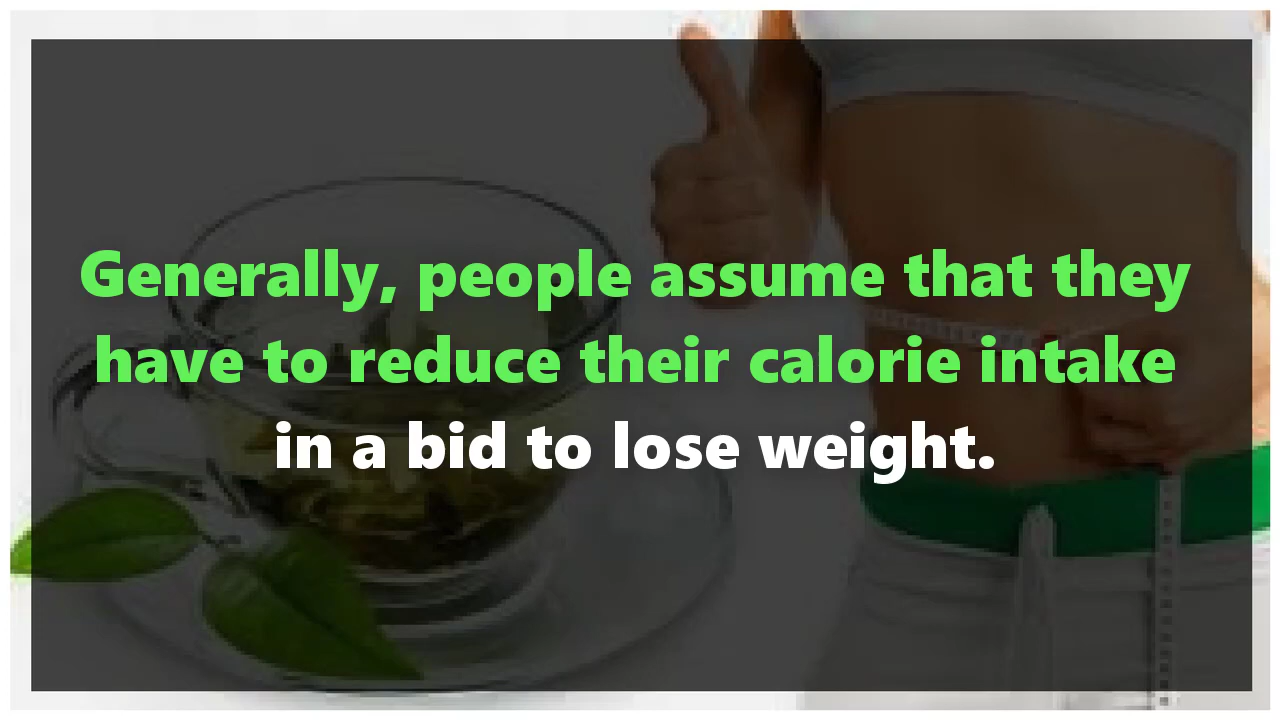 Generally, people assume that they
have to reduce their calorie intake
in a bid to lose weight.